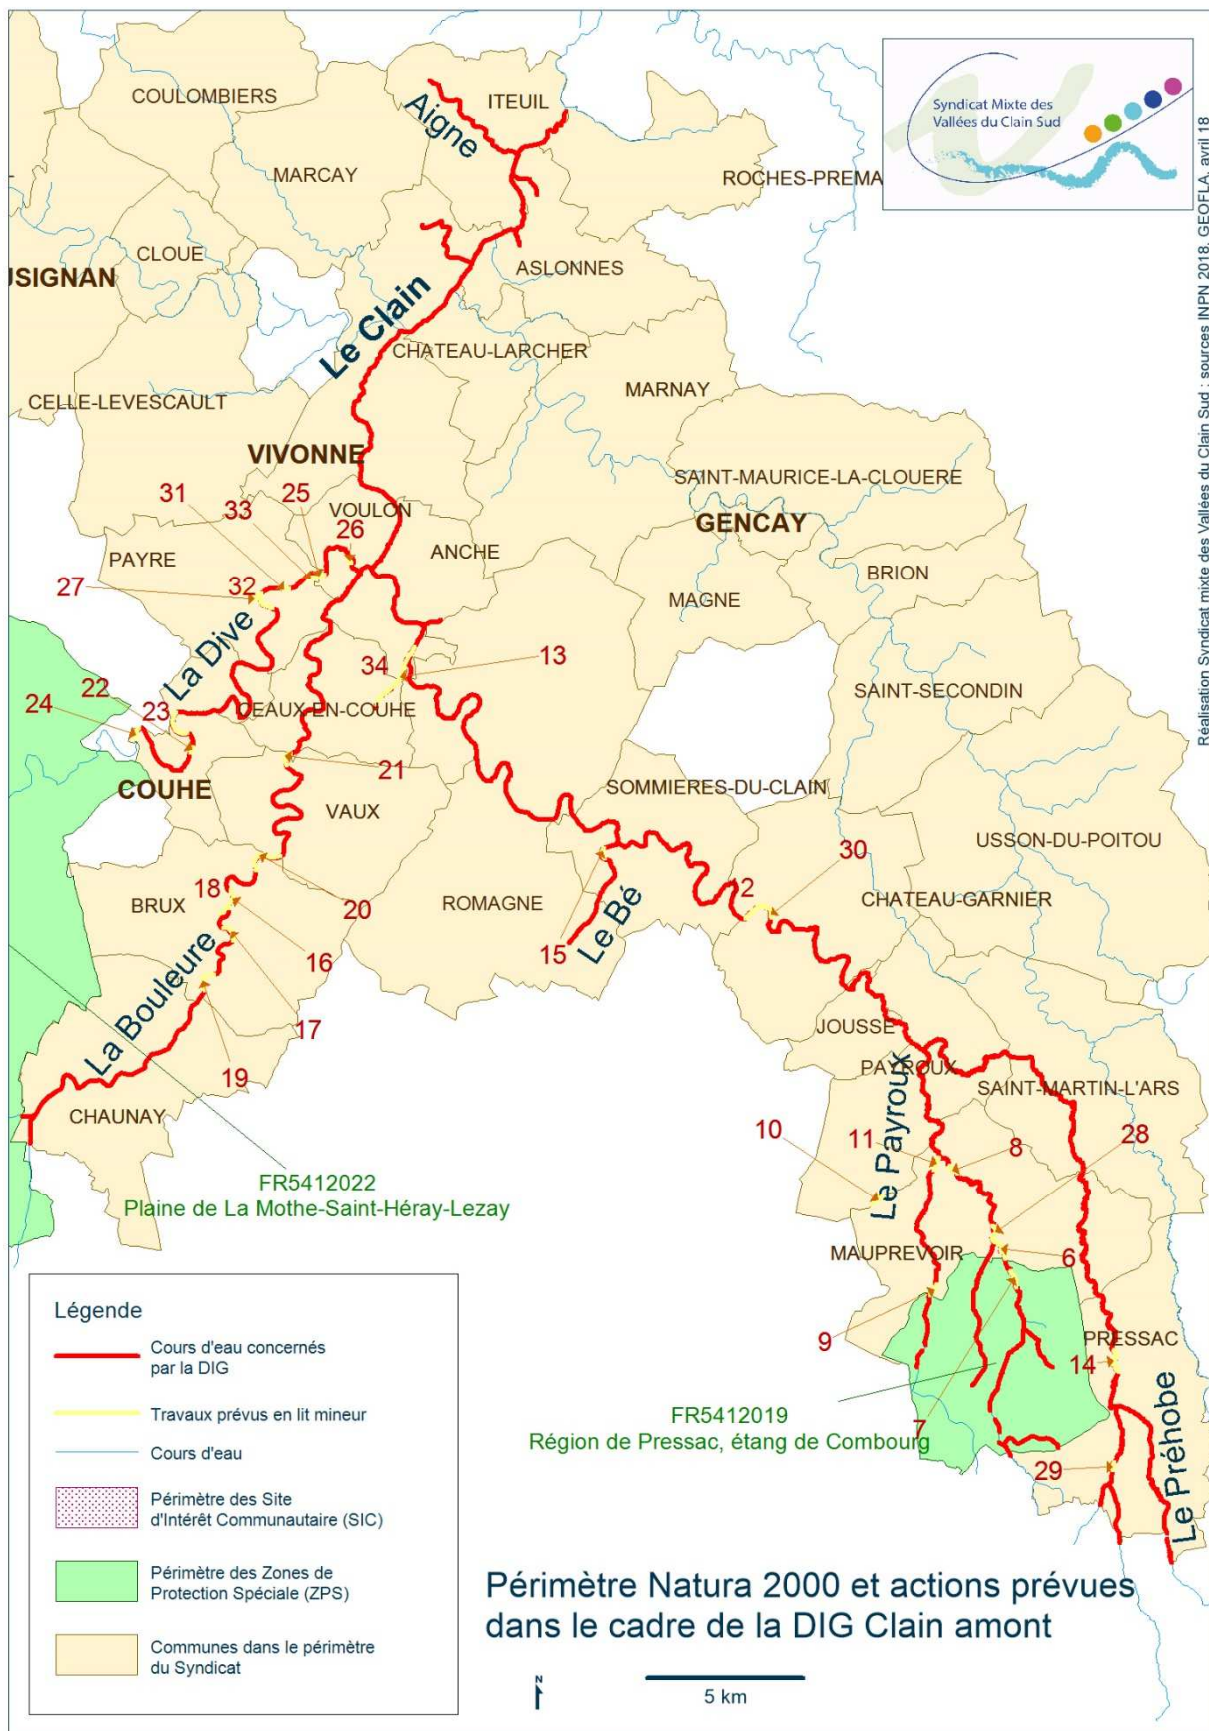 COULOMBIERS
Aigne
ITEUIL
Syndicat Mixte des
Vallées du Clain Sud
MARCAY
ROCHES-PREMA
CLOUE
USIGNAN
ASLONNES
Le Clain
CHATEAU-LARCHER
MARNAY
CELLE-LEVESCAULT
VIVONNE
SAINT-MAURICE-LA-CLOUERE
31
33
25
VOULON
26
GENCAY
PAYRE
ANCHE
BRION
27
32
MAGNE
La Dive
34
13
22
24
23
CEAUX-EN-COUHE
SAINT-SECONDIN
21
COUHE
SOMMIERES-DU-CLAIN
VAUX
USSON-DU-POITOU
30
18
12
BRUX
20
ROMAGNE
CHATEAU-GARNIER
Le Bé
15
16
La Bouleure
17
JOUSSE
19
PAYROUX
SAINT-MARTIN-L'ARS
CHAUNAY
Le Payroux
10
11
8
28
FR5412022
Plaine de La Mothe-Saint-Héray-Lezay
MAUPREVOIR
6
9
PRESSAC
14
FR5412019
Région de Pressac, étang de Combourg
7
29
Le Préhobe
Légende
Cours d'eau concernés
par la DIG
Travaux prévus en lit mineur
Cours d'eau
Périmètre des Site
d'Intérêt Communautaire (SIC)
Périmètre des Zones de
Protection Spéciale (ZPS)
Communes dans le périmètre
du Syndicat
Périmètre Natura 2000 et actions prévues
dans le cadre de la DIG Clain amont
N
5 km
Réalisation Syndicat mixte des Vallées du Clain Sud : sources INPN 2018, GEOFLA, avril 18